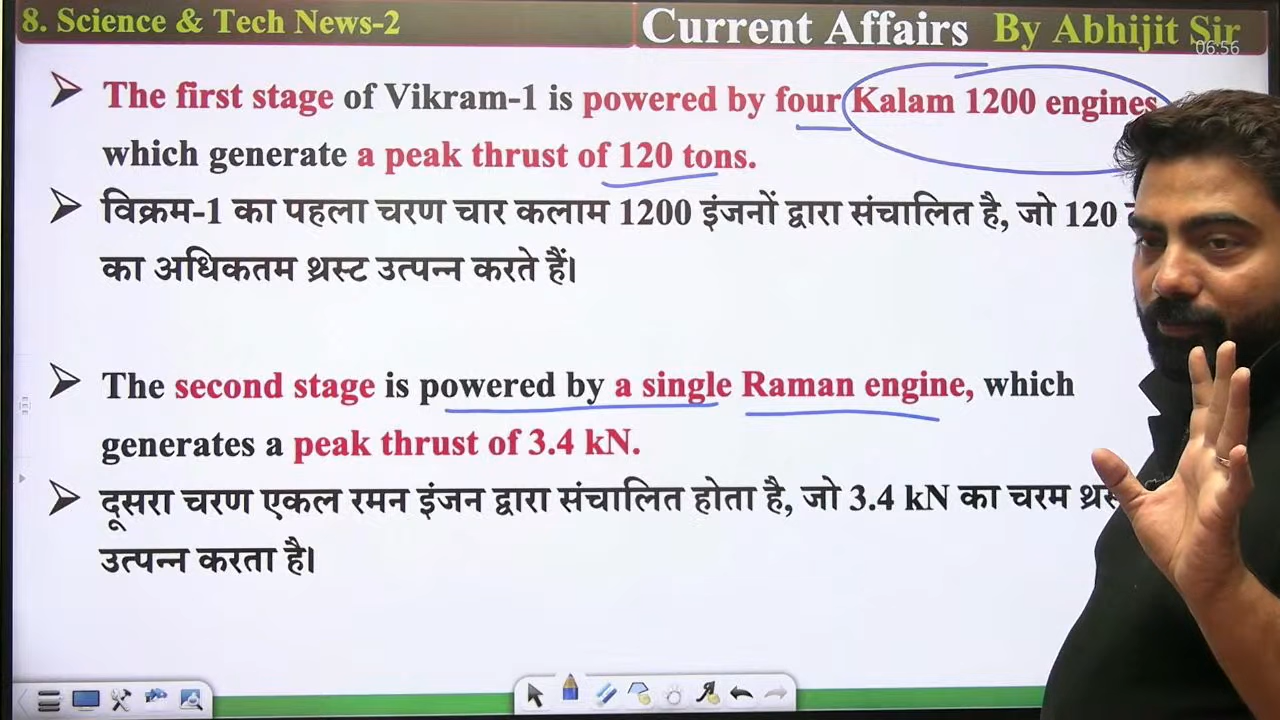 8. Science & Tech News-2
Current Affairs By Abhijit Sir
06:56
The first stage of Vikram-1 is powered by four Kalam 1200 engines
which generate a peak thrust of 120 tons.
विक्रम-1 का पहला चरण चार कलाम 1200 इंजनों द्वारा संचालित है, जो 120
का अधिकतम थ्रस्ट उत्पन्न करते हैं।
The second stage is powered by a single Raman engine, which
generates a peak thrust of 3.4 kN.
दूसरा चरण एकल रमन इंजन द्वारा संचालित होता है, जो 3.4 kN का चरम
उत्पन्न करता है।